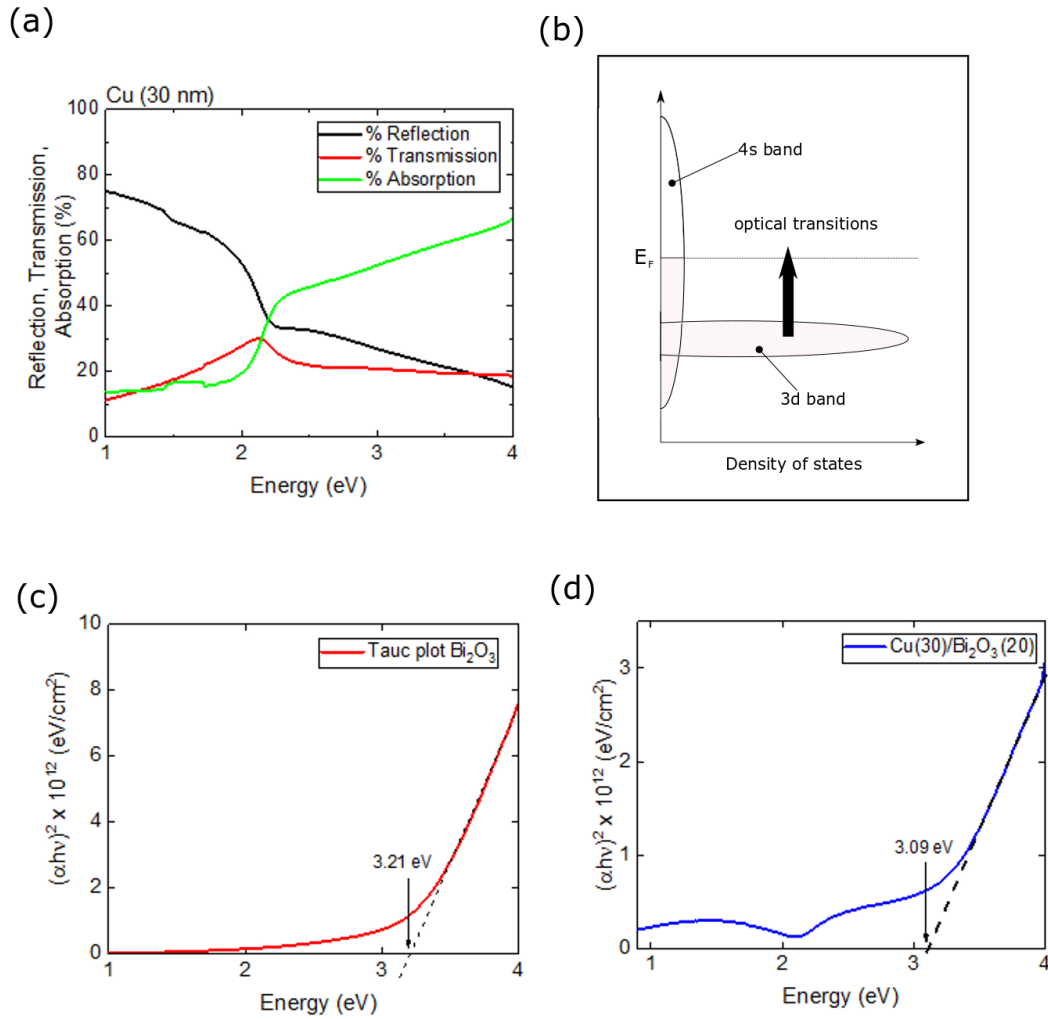 (a)
Cu (30 nm)
% Reflection
% Transmission
% Absorption
Reflection, Transmission,
Absorption (%)
100
80
60
40
20
0
1
2
3
4
Energy (eV)
(b)
4s band
optical transitions
E_F
3d band
Density of states
(c)
Tauc plot Bi₂O₃
(αhν)² x 10¹² (eV/cm²)
10
8
6
4
2
0
3.21 eV
1
2
3
4
Energy (eV)
(d)
Cu(30)/Bi₂O₃(20)
(αhν)² x 10¹² (eV/cm²)
3
2
1
0
3.09 eV
1
2
3
4
Energy (eV)